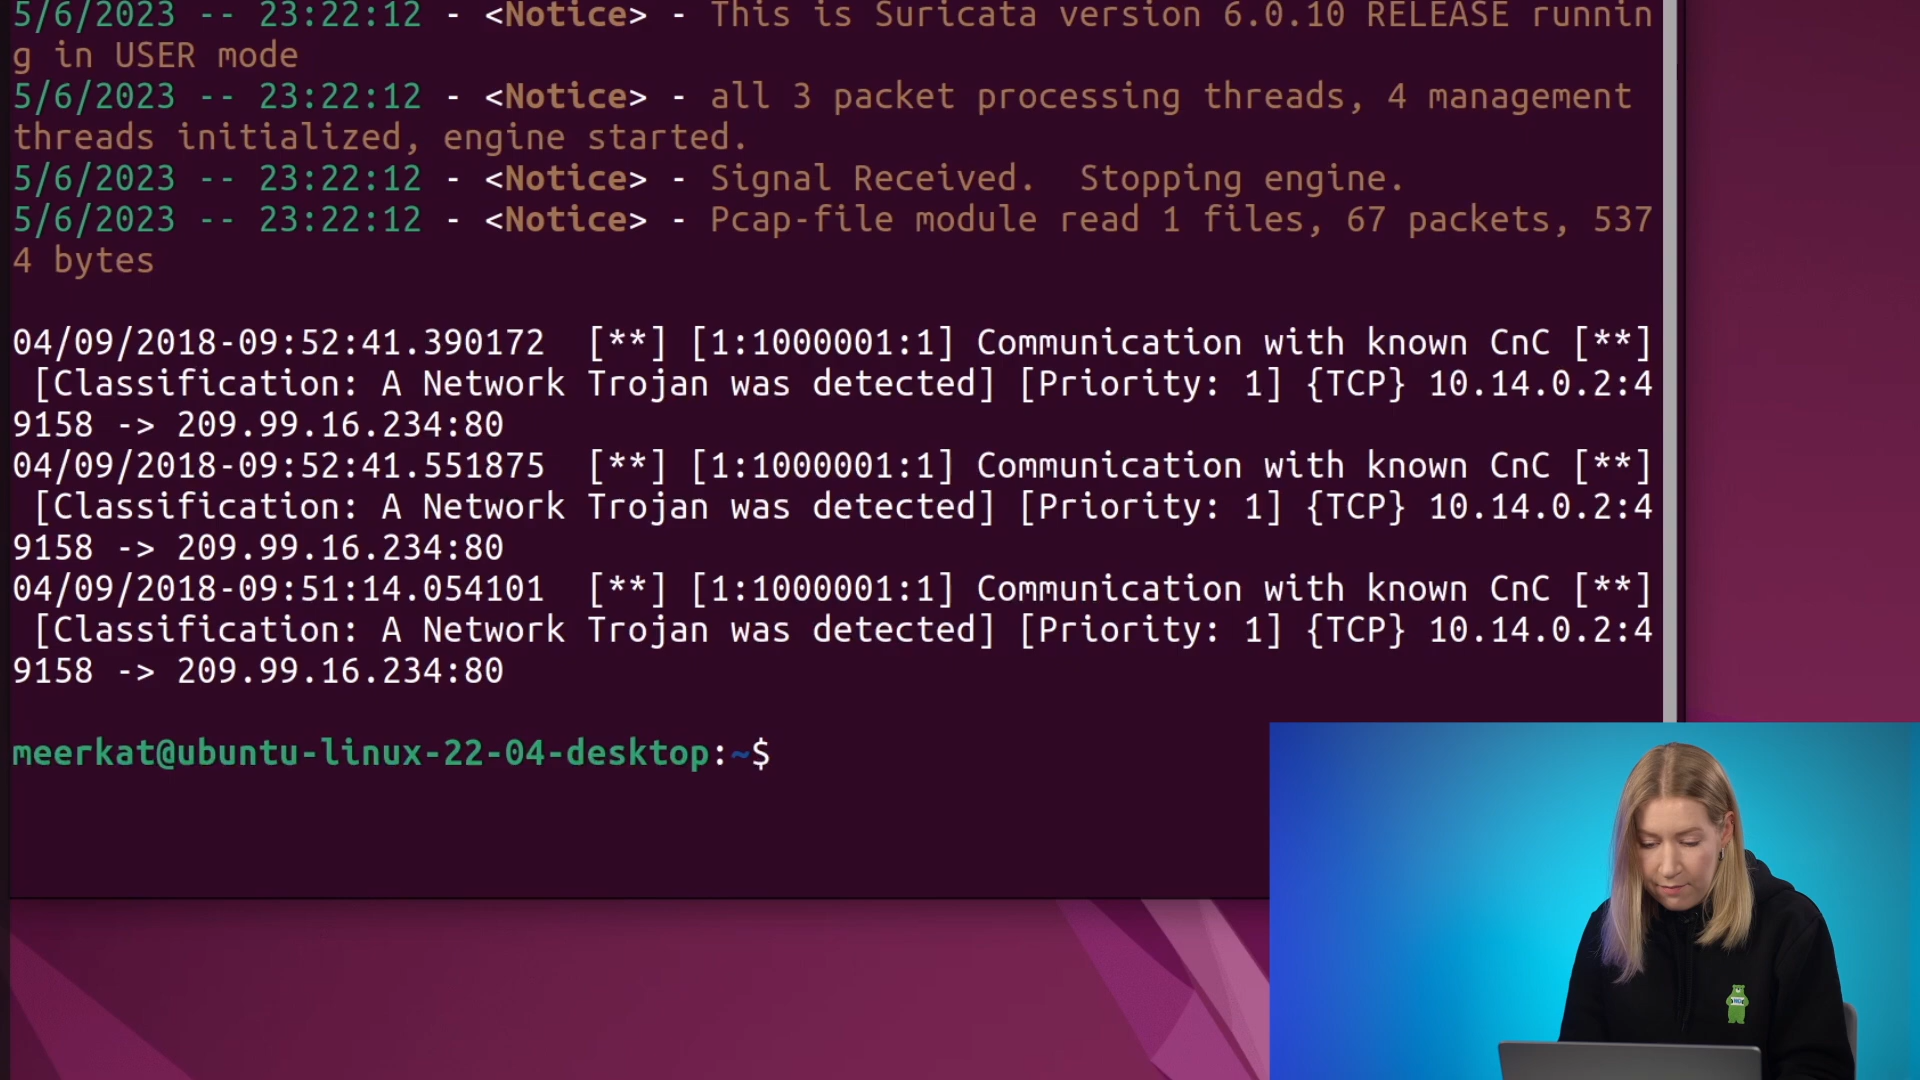 5/6/2023 -- 23:22:12 - <Notice> - This is Suricata version 6.0.10 RELEASE runnin
g in USER mode
5/6/2023 -- 23:22:12 - <Notice> - all 3 packet processing threads, 4 management
threads initialized, engine started.
5/6/2023 -- 23:22:12 - <Notice> - Signal Received.  Stopping engine.
5/6/2023 -- 23:22:12 - <Notice> - Pcap-file module read 1 files, 67 packets, 537
4 bytes
04/09/2018-09:52:41.390172  [**] [1:1000001:1] Communication with known CnC [**]
 [Classification: A Network Trojan was detected] [Priority: 1] {TCP} 10.14.0.2:4
9158 -> 209.99.16.234:80
04/09/2018-09:52:41.551875  [**] [1:1000001:1] Communication with known CnC [**]
 [Classification: A Network Trojan was detected] [Priority: 1] {TCP} 10.14.0.2:4
9158 -> 209.99.16.234:80
04/09/2018-09:51:14.054101  [**] [1:1000001:1] Communication with known CnC [**]
 [Classification: A Network Trojan was detected] [Priority: 1] {TCP} 10.14.0.2:4
9158 -> 209.99.16.234:80
meerkat@ubuntu-linux-22-04-desktop:~$